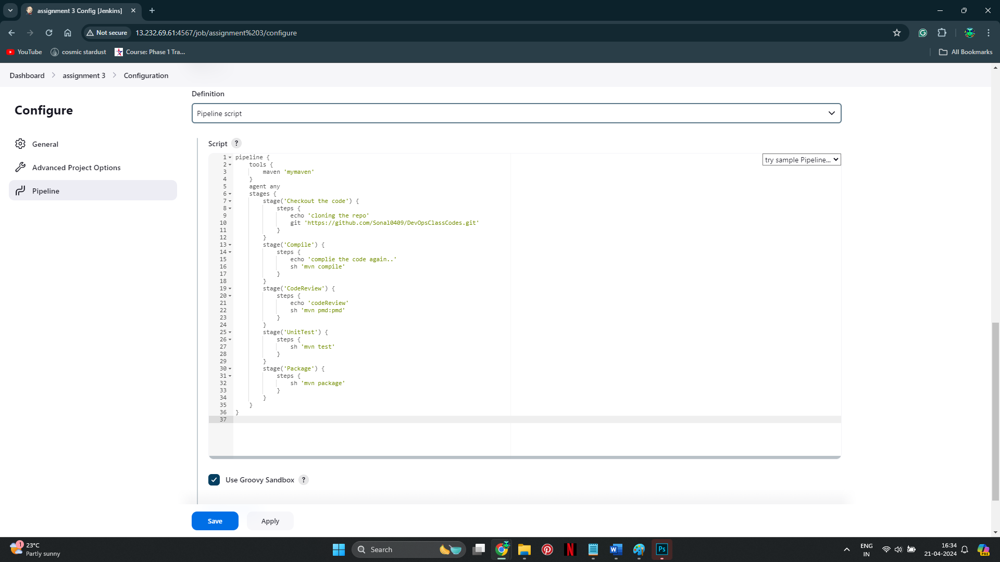 assignment 3 Config [Jenkins]
Not secure 13.232.69.61:4567/job/assignment%203/configure
YouTube cosmic stardust Course: Phase 1 Tra... All Bookmarks
Dashboard assignment 3 Configuration
Configure
General
Advanced Project Options
Pipeline
Definition
Pipeline script
Script ?
try sample Pipeline...
1 pipeline {
2     tools {
3         maven 'mymaven'
4     }
5     agent any
6     stages {
7         stage('Checkout the code') {
8             steps {
9                 echo 'cloning the repo'
10                 git 'https://github.com/Sonal0409/DevOpsClassCodes.git'
11             }
12         }
13         stage('Compile') {
14             steps {
15                 echo 'complie the code again..'
16                 sh 'mvn compile'
17             }
18         }
19         stage('CodeReview') {
20             steps {
21                 echo 'codeReview'
22                 sh 'mvn pmd:pmd'
23             }
24         }
25         stage('UnitTest') {
26             steps {
27                 sh 'mvn test'
28             }
29         }
30         stage('Package') {
31             steps {
32                 sh 'mvn package'
33             }
34         }
35     }
36 }
37
Use Groovy Sandbox ?
Save Apply
1
23°C
Partly sunny
Search
N
W
Ps
ENG
IN
16:34
21-04-2024
PRE